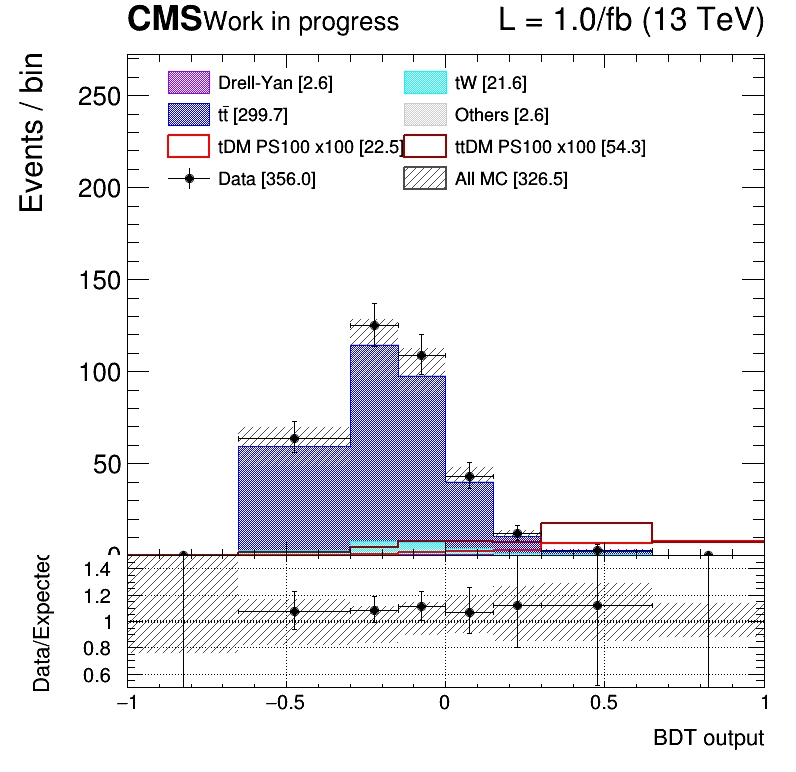 CMS Work in progress L = 1.0/fb (13 TeV)
Events / bin
250
200
150
100
50
0
Drell-Yan [2.6] tW [21.6]
tt̄ [299.7] Others [2.6]
tDM PS100 x100 [22.5] ttDM PS100 x100 [54.3]
Data [356.0] All MC [326.5]
Data/Expected
1.4
1.2
1
0.8
0.6
−1 −0.5 0 0.5 1
BDT output